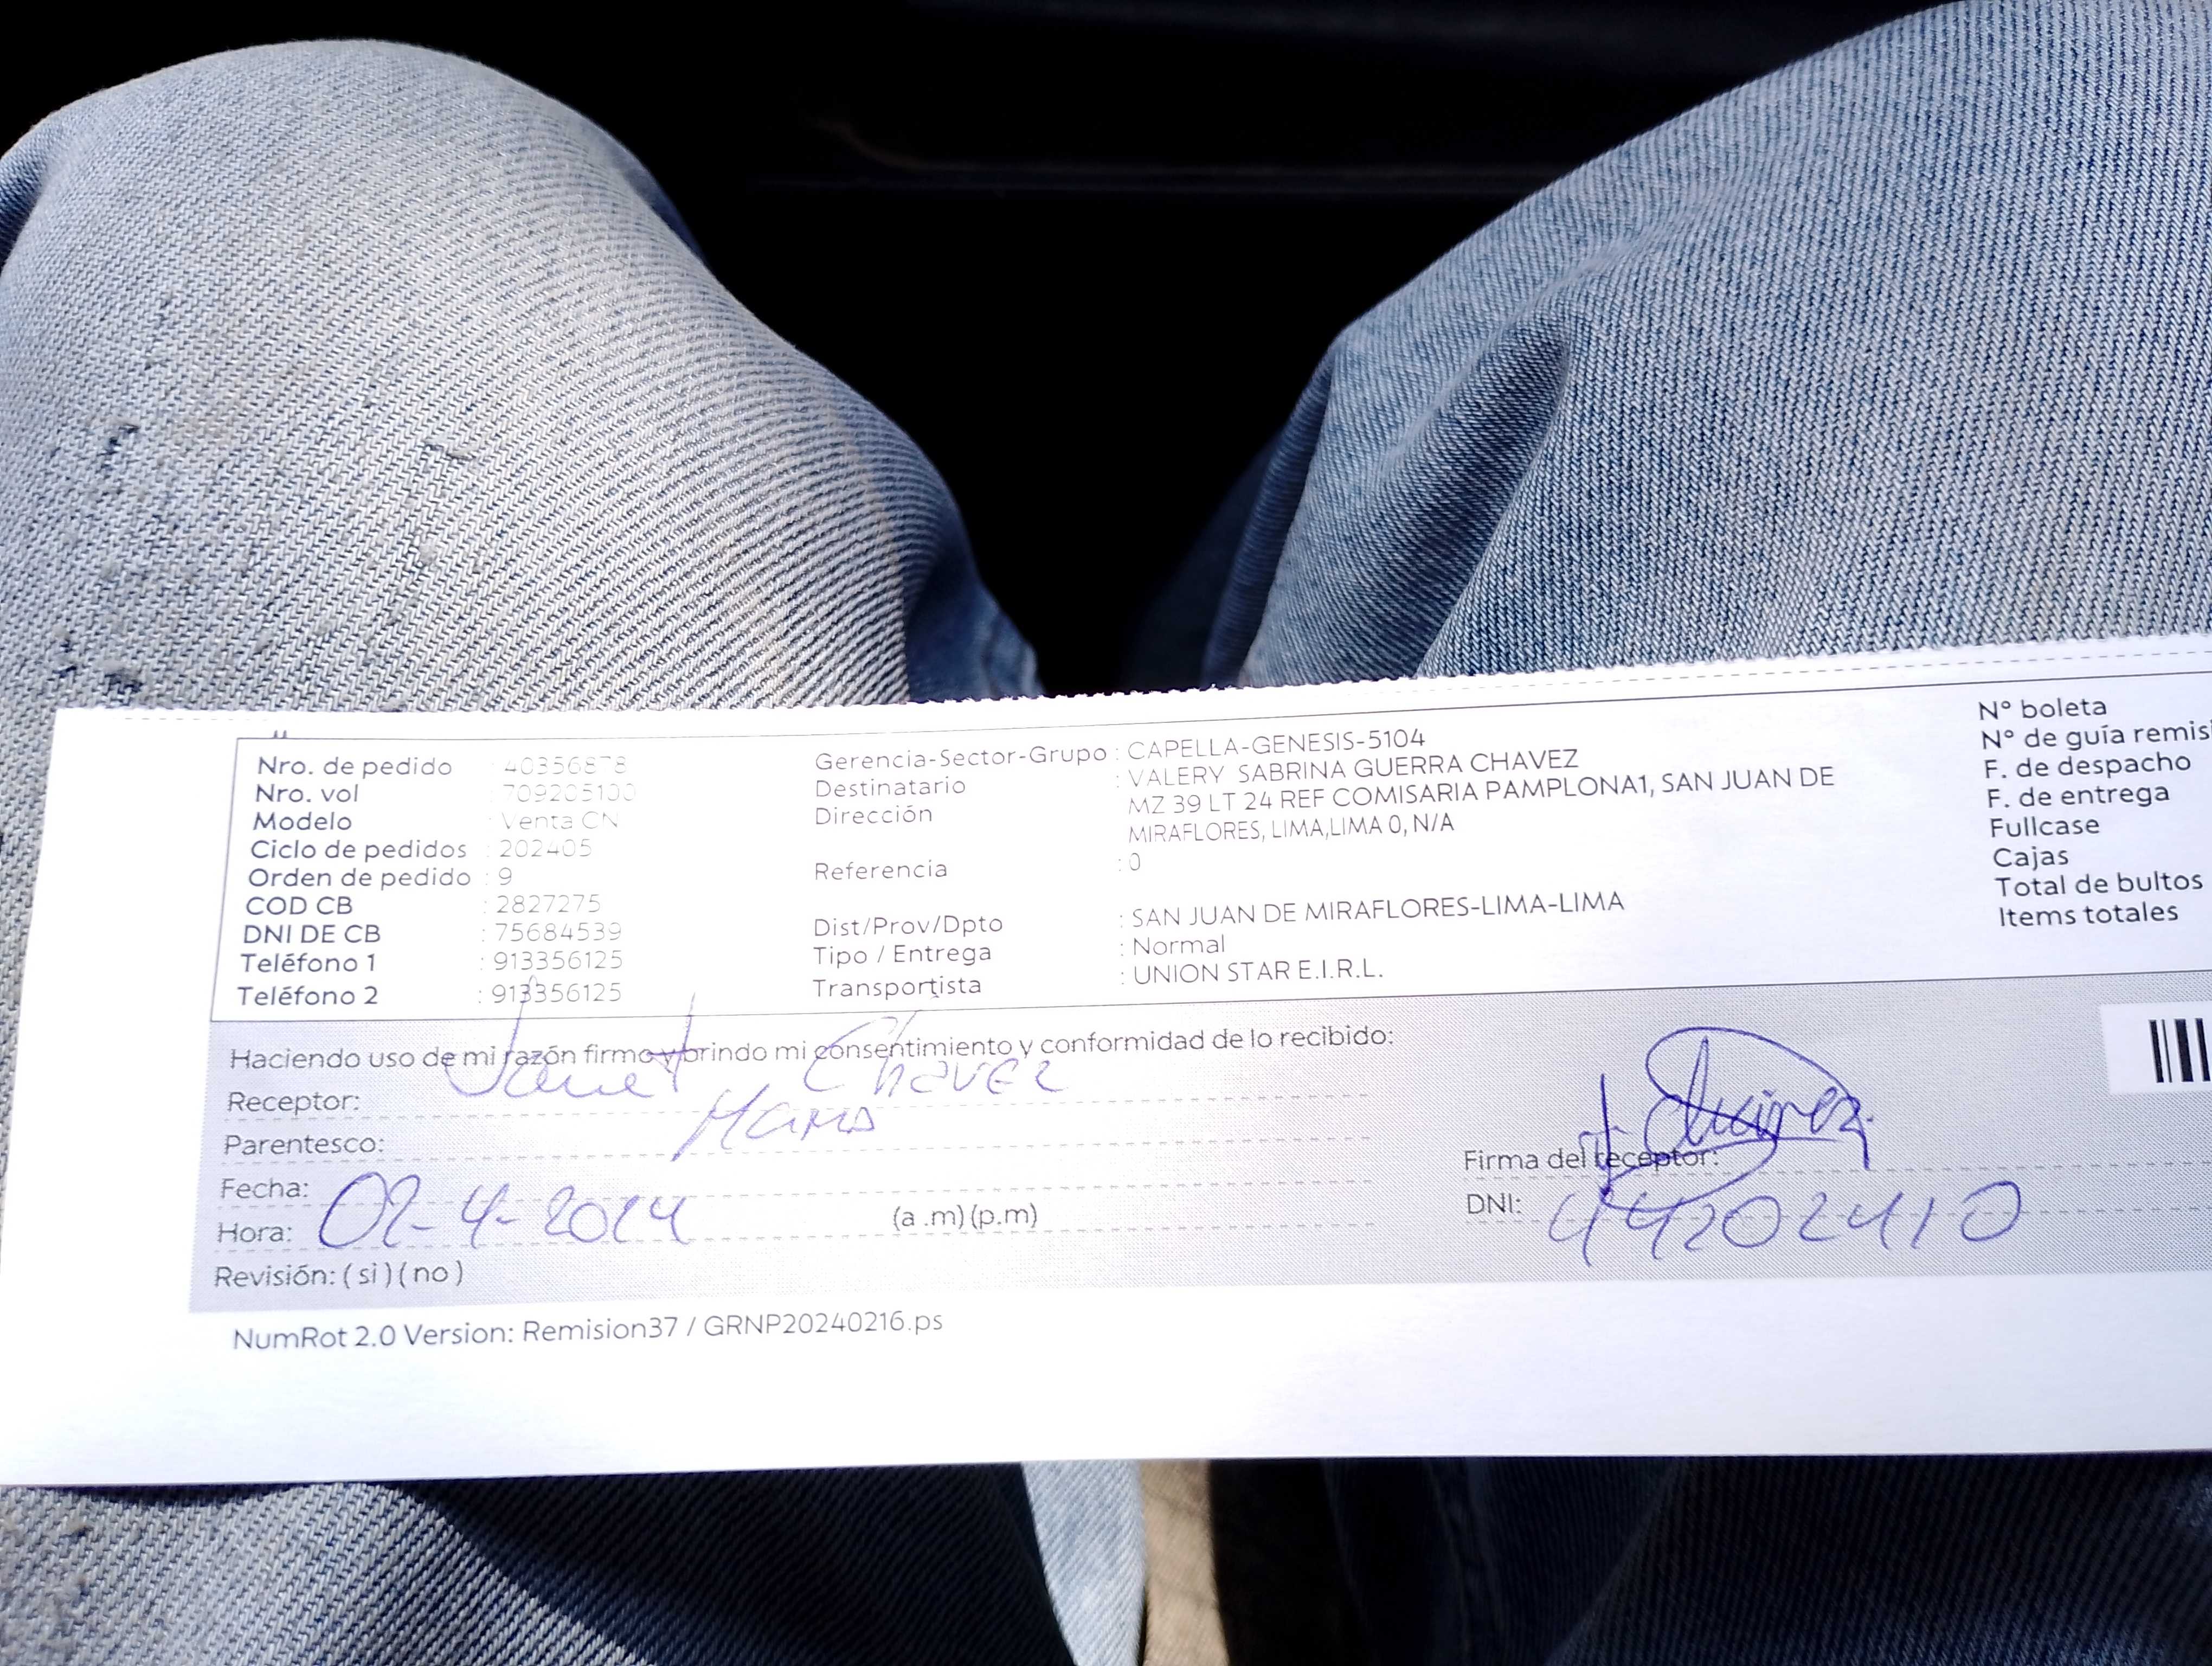 Nro. de pedido : 40356878
Nro. vol : 709205100
Modelo : Venta CN
Ciclo de pedidos : 202405
Orden de pedido : 9
COD CB : 2827275
DNI DE CB : 75684539
Teléfono 1 : 913356125
Teléfono 2 : 913356125
Gerencia-Sector-Grupo : CAPELLA-GENESIS-5104
Destinatario : VALERY SABRINA GUERRA CHAVEZ
Dirección MZ 39 LT 24 REF COMISARIA PAMPLONA1, SAN JUAN DE
MIRAFLORES, LIMA,LIMA 0, N/A
Referencia : 0
Dist/Prov/Dpto : SAN JUAN DE MIRAFLORES-LIMA-LIMA
Tipo / Entrega : Normal
Transportista : UNION STAR E.I.R.L.
N° boleta
N° de guía remisi
F. de despacho
F. de entrega
Fullcase
Cajas
Total de bultos
Items totales
Haciendo uso de mi razón firmo y brindo mi consentimiento y conformidad de lo recibido:
Receptor: Janet Chavez
Parentesco: Mama
Fecha: 02-4-2024
Hora: (a .m) (p.m)
Revisión: ( si ) ( no )
Firma del receptor:
DNI: 44202410
NumRot 2.0 Version: Remision37 / GRNP20240216.ps